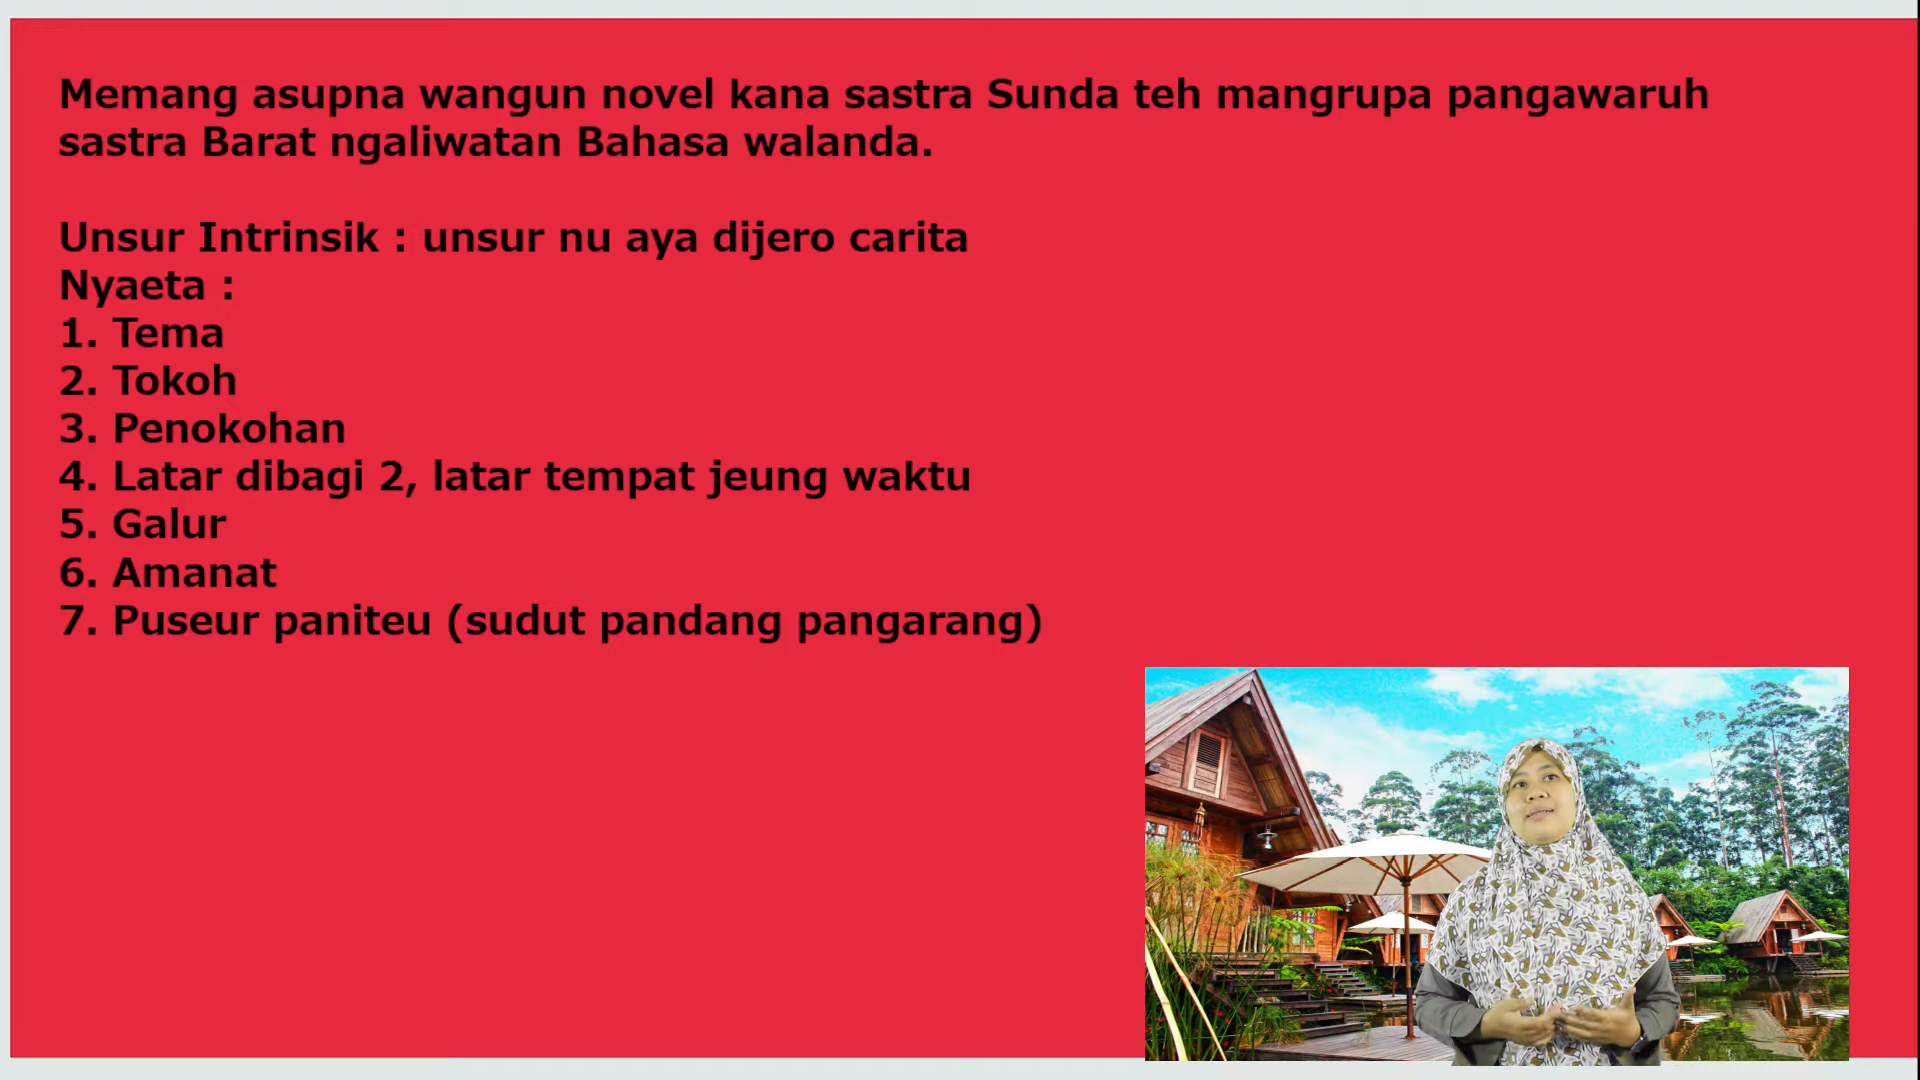 Memang asupna wangun novel kana sastra Sunda teh mangrupa pangawaruh
sastra Barat ngaliwatan Bahasa walanda.
Unsur Intrinsik : unsur nu aya dijero carita
Nyaeta :
1. Tema
2. Tokoh
3. Penokohan
4. Latar dibagi 2, latar tempat jeung waktu
5. Galur
6. Amanat
7. Puseur paniteu (sudut pandang pangarang)